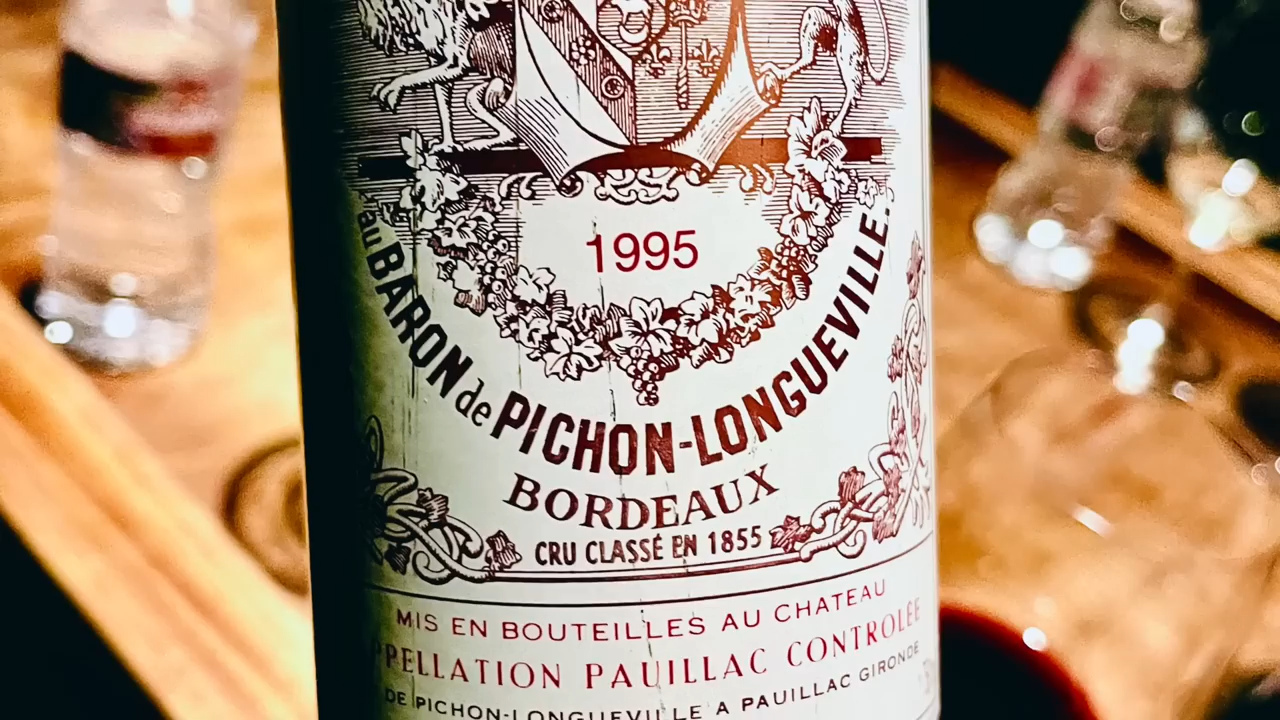 1995
au BARON de PICHON-LONGUEVILLE.
BORDEAUX
CRU CLASSÉ EN 1855
MIS EN BOUTEILLES AU CHATEAU
PPELLATION PAUILLAC CONTROLÉE
DE PICHON-LONGUEVILLE A PAUILLAC GIRONDE